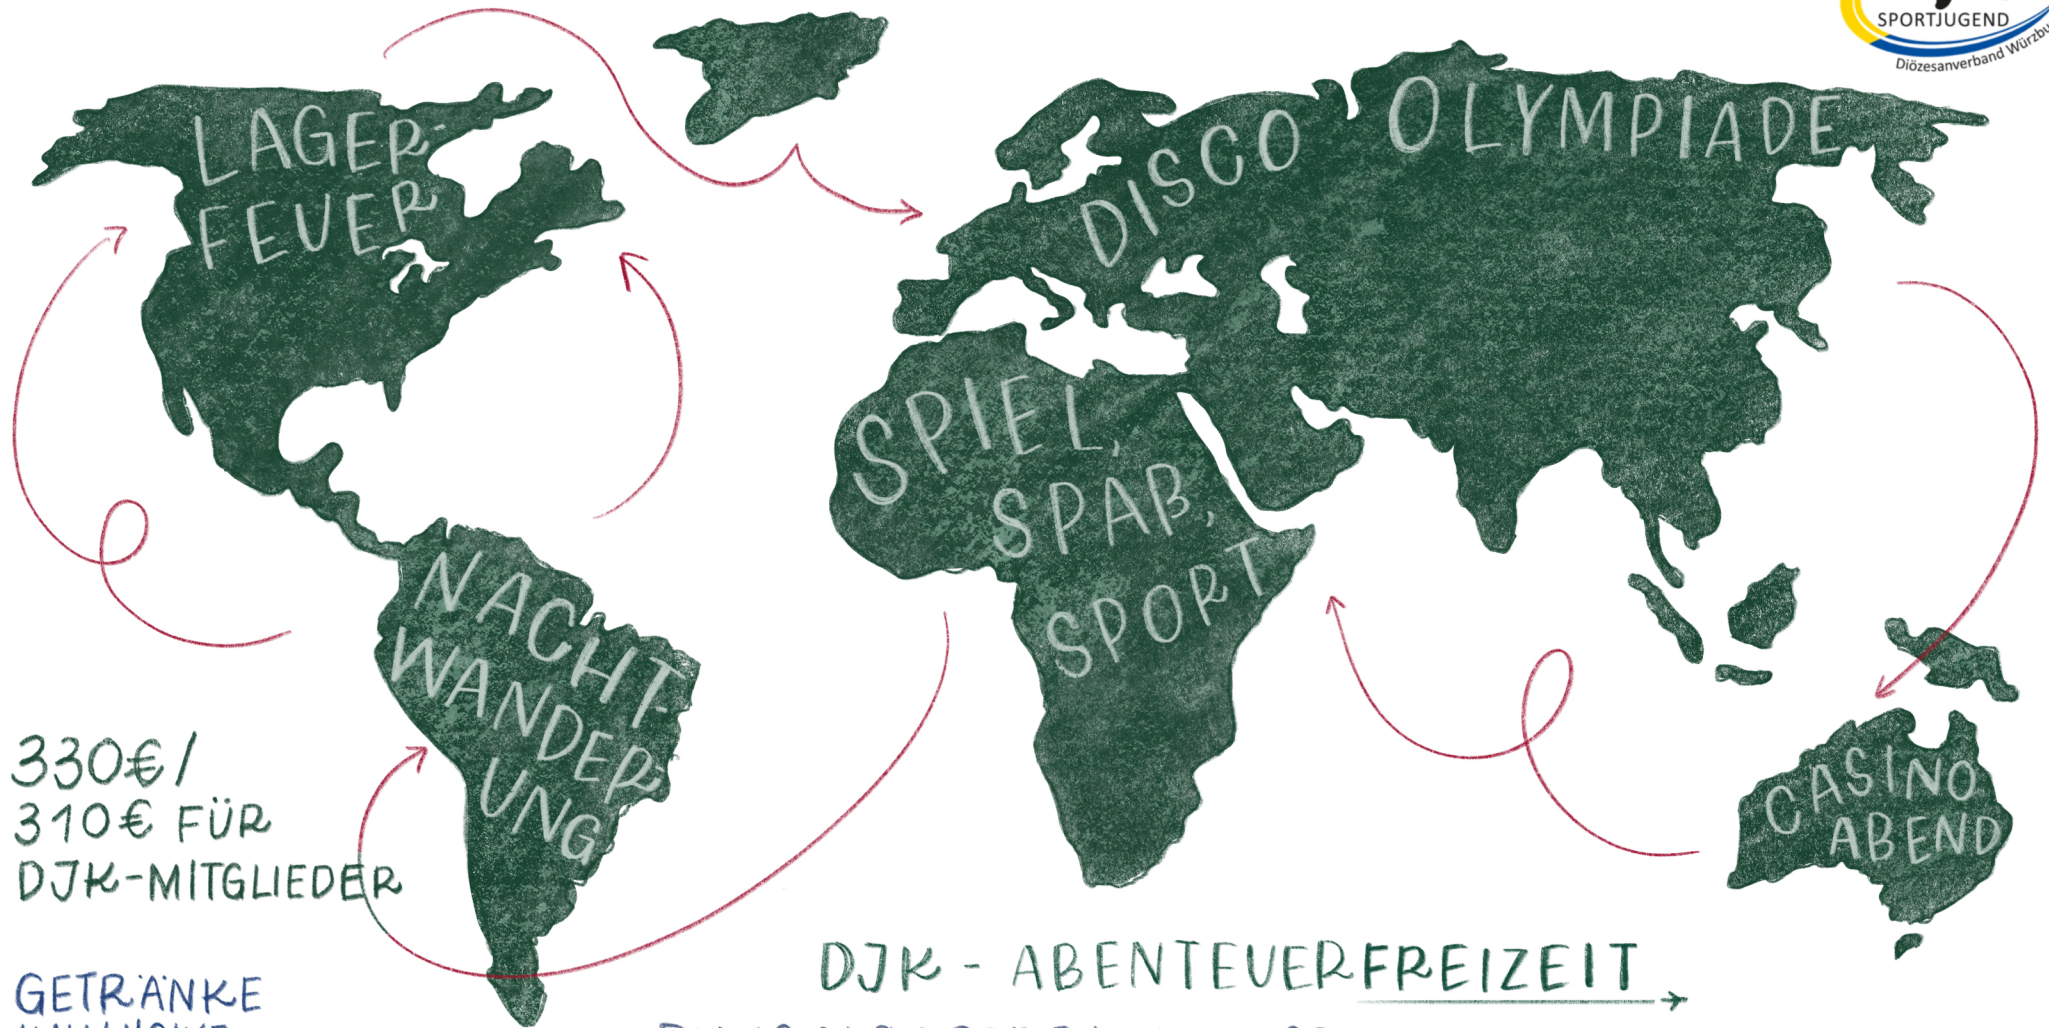 SPORTJUGEND
Diözesanverband
LAGER-
FEUER
DISCO
OLYMPIADE
SPIEL,
SPAß,
SPORT
NACHT-
WANDER-
UNG
CASINO
ABEND
330€/
310€ FÜR
DJK-MITGLIEDER
DJK - ABENTEUERFREIZEIT
GETRÄNKE